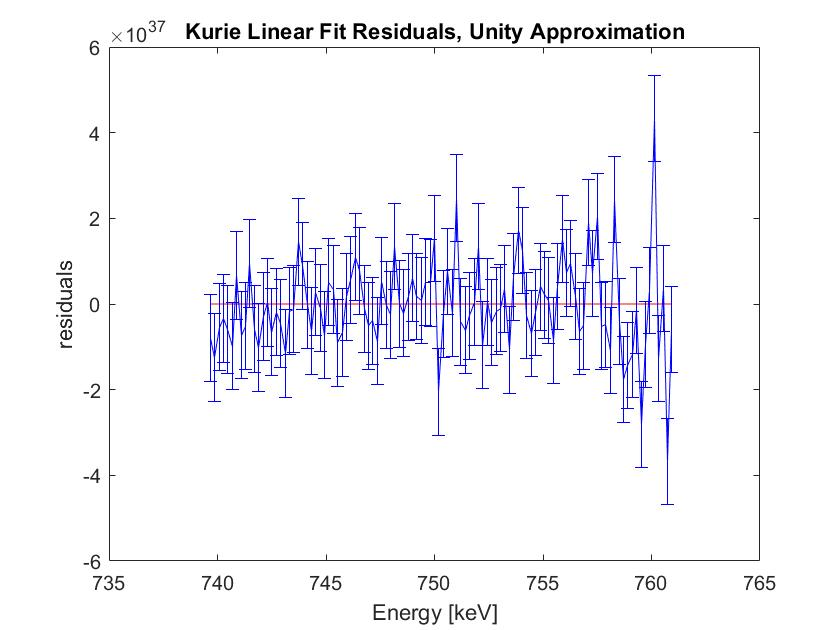 ×10^37 Kurie Linear Fit Residuals, Unity Approximation
6
4
2
0
-2
-4
-6
residuals
735 740 745 750 755 760 765
Energy [keV]